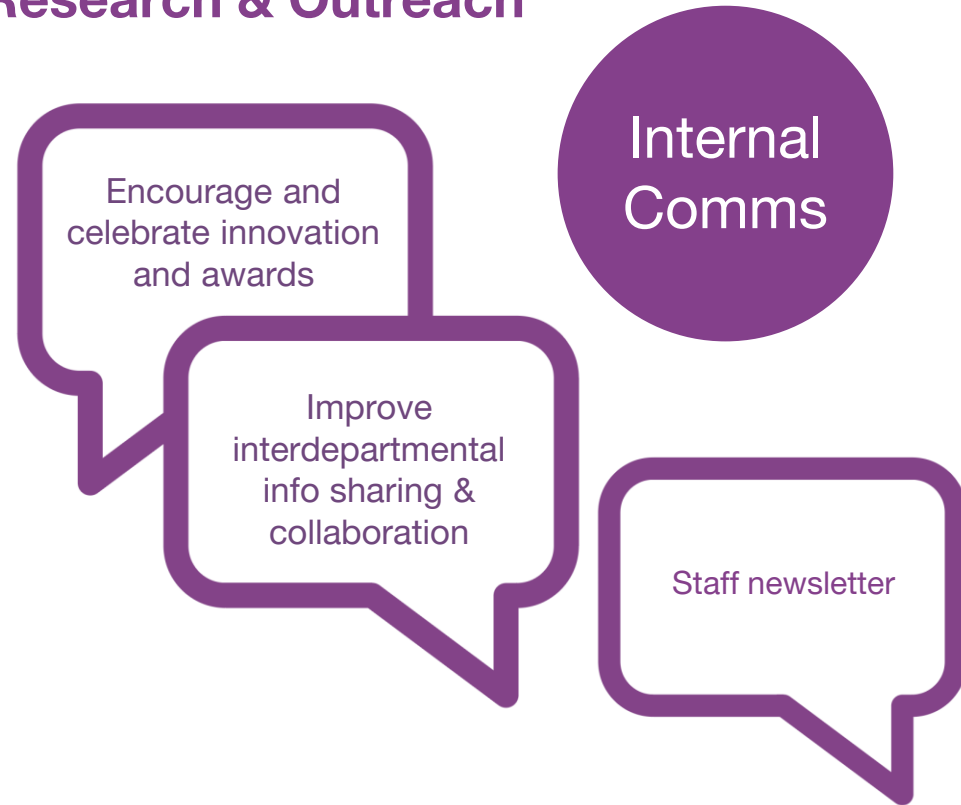 Research & Outreach
Internal
Comms
Encourage and
celebrate innovation
and awards
Improve
interdepartmental
info sharing &
collaboration
Staff newsletter